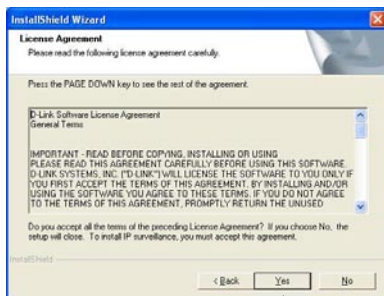 InstallShield Wizard
License Agreement
Please read the following license agreement carefully.
Press the PAGE DOWN key to see the rest of the agreement.
D-Link Software License Agreement
General Terms
IMPORTANT - READ BEFORE COPYING, INSTALLING OR USING
PLEASE READ THIS AGREEMENT CAREFULLY BEFORE USING THIS SOFTWARE.
D-LINK SYSTEMS, INC. ("D-LINK") WILL LICENSE THE SOFTWARE TO YOU ONLY IF
YOU FIRST ACCEPT THE TERMS OF THIS AGREEMENT. BY INSTALLING AND/OR
USING THE SOFTWARE YOU AGREE TO THESE TERMS. IF YOU DO NOT AGREE
TO THE TERMS OF THIS AGREEMENT, PROMPTLY RETURN THE UNUSED
Do you accept all the terms of the preceding License Agreement? If you choose No, the
setup will close. To install IP surveillance, you must accept this agreement.
InstallShield
< Back
Yes
No